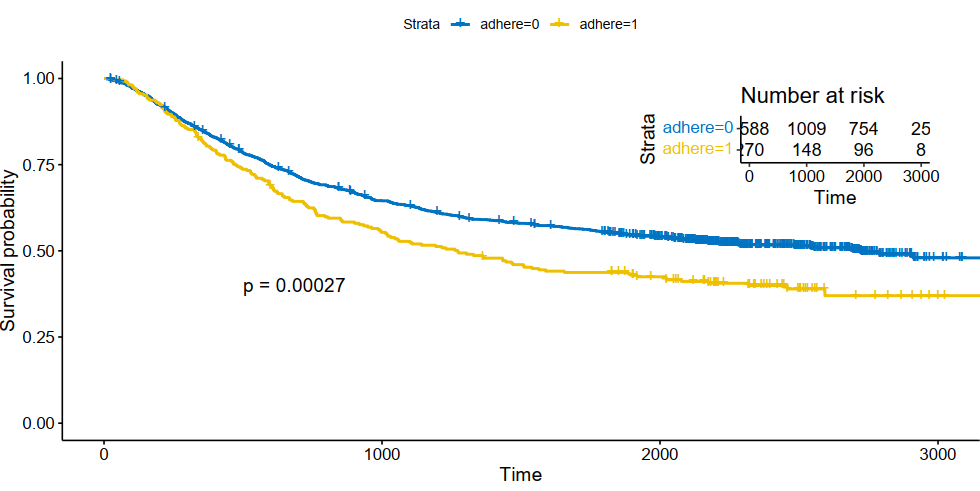 Strata adhere=0 adhere=1
Survival probability
1.00
0.75
0.50
0.25
0.00
p = 0.00027
0 1000 2000 3000
Time
Number at risk
Strata
adhere=0 588 1009 754 25
adhere=1 270 148 96 8
0 1000 2000 3000
Time